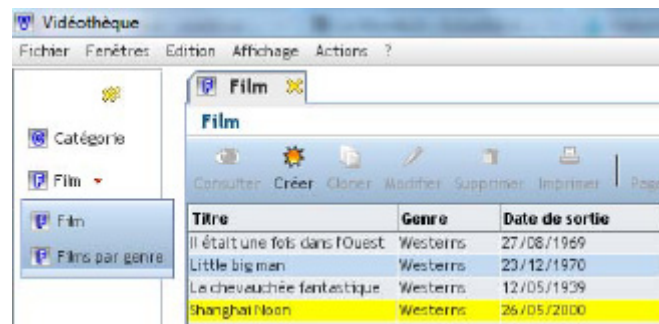 Vidéothèque
Fichier Fenêtres Edition Affichage Actions ?
Film
Film
Catégorie
Film
Consulter Créer Cloner Modifier Supprimer Imprimer
Film
Films par genre
Titre Genre Date de sortie
Il était une fois dans l'Ouest Westerns 27/08/1969
Little big man Westerns 23/12/1970
La chevauchée fantastique Westerns 12/05/1939
Shanghai Noon Westerns 26/05/2000